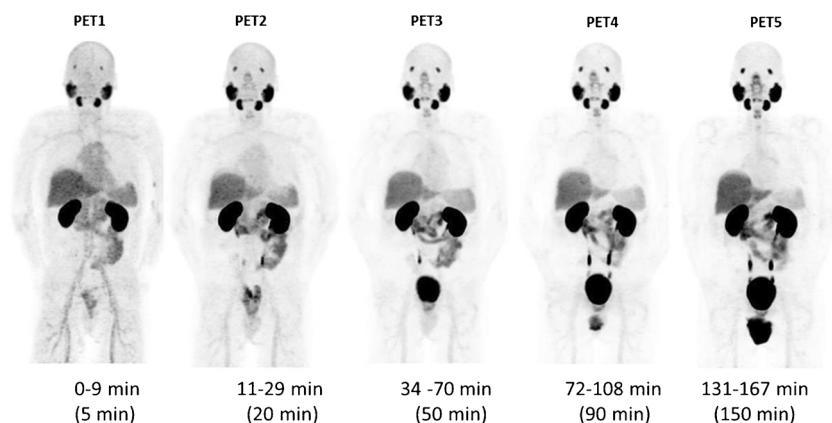 PET1 PET2 PET3 PET4 PET5
0-9 min 11-29 min 34 -70 min 72-108 min 131-167 min
(5 min) (20 min) (50 min) (90 min) (150 min)